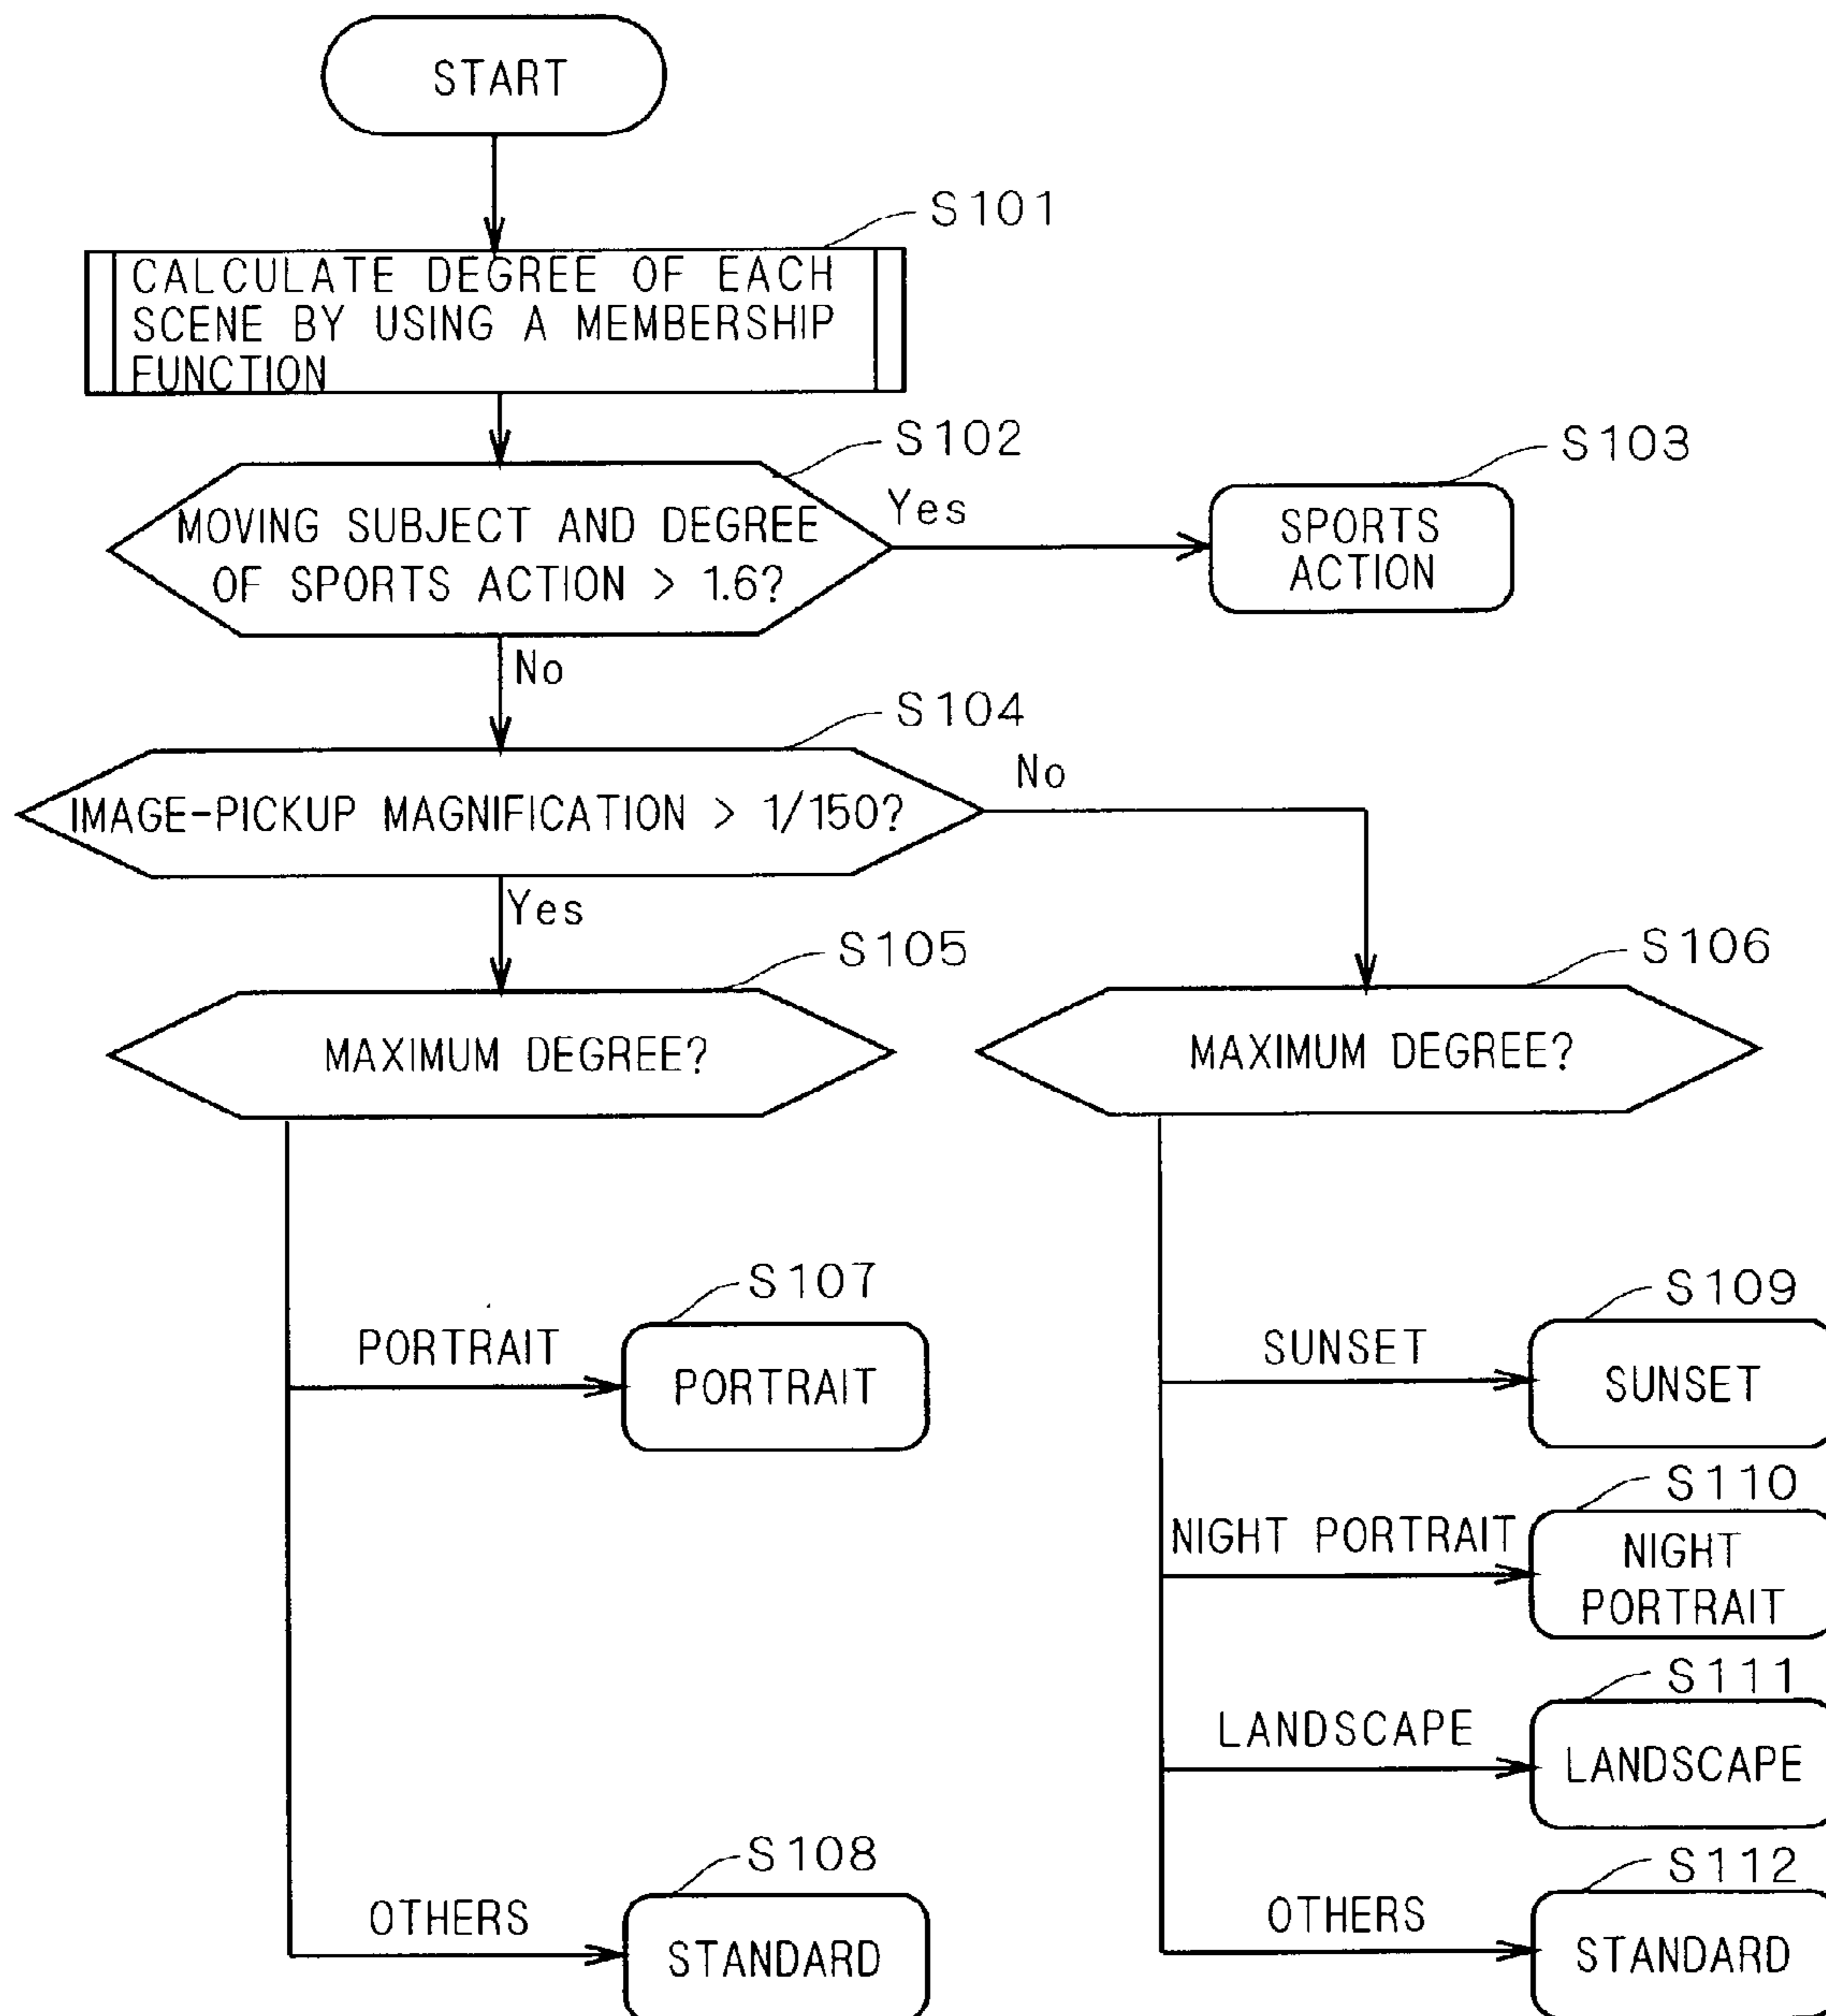 START
S101
CALCULATE DEGREE OF EACH
SCENE BY USING A MEMBERSHIP
FUNCTION
S102
MOVING SUBJECT AND DEGREE
OF SPORTS ACTION > 1.6?
Yes
S103
SPORTS
ACTION
No
S104
IMAGE-PICKUP MAGNIFICATION > 1/150?
No
Yes
S105
MAXIMUM DEGREE?
S106
MAXIMUM DEGREE?
S107
PORTRAIT
PORTRAIT
S108
OTHERS
STANDARD
S109
SUNSET
SUNSET
S110
NIGHT PORTRAIT
NIGHT
PORTRAIT
S111
LANDSCAPE
LANDSCAPE
S112
OTHERS
STANDARD